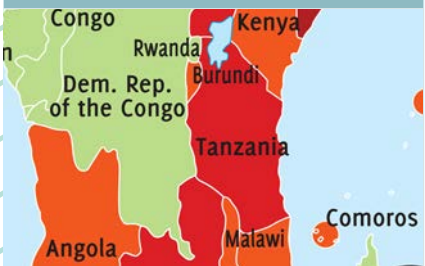 Congo
Kenya
n
Rwanda
Burundi
Dem. Rep.
of the Congo
Tanzania
Comoros
Angola
Malawi